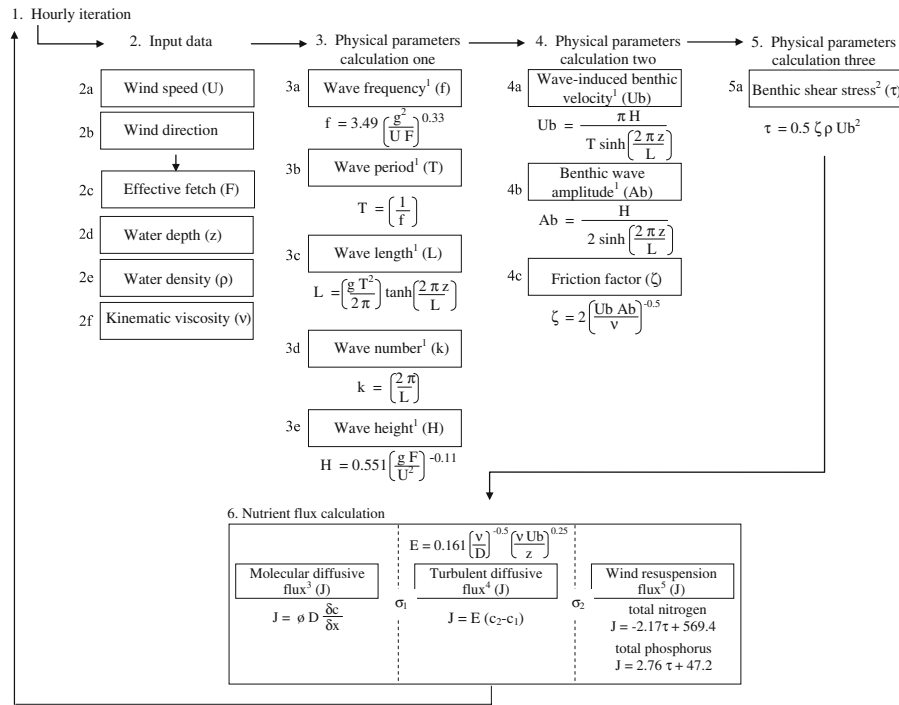 1. Hourly iteration
2. Input data
2a Wind speed (U)
2b Wind direction
2c Effective fetch (F)
2d Water depth (z)
2e Water density (ρ)
2f Kinematic viscosity (ν)
3. Physical parameters
calculation one
3a Wave frequency¹ (f)
f = 3.49 (g²/U F)^0.33
3b Wave period¹ (T)
T = (1/f)
3c Wave length¹ (L)
L = (g T²/2 π) tanh (2 π z/L)
3d Wave number¹ (k)
k = (2 π/L)
3e Wave height¹ (H)
H = 0.551 (g F/U²)^-0.11
4. Physical parameters
calculation two
4a Wave-induced benthic
velocity¹ (Ub)
Ub = π H / T sinh (2 π z/L)
4b Benthic wave
amplitude¹ (Ab)
Ab = H / 2 sinh (2 π z/L)
4c Friction factor (ζ)
ζ = 2 (Ub Ab/ν)^-0.5
5. Physical parameters
calculation three
5a Benthic shear stress² (τ)
τ = 0.5 ζ ρ Ub²
6. Nutrient flux calculation
Molecular diffusive
flux³ (J)
J = ø D δc/δx
σ₁
E = 0.161 (ν/D)^-0.5 (ν Ub/z)^0.25
Turbulent diffusive
flux⁴ (J)
J = E (c₂-c₁)
σ₂
Wind resuspension
flux⁵ (J)
total nitrogen
J = -2.17τ + 569.4
total phosphorus
J = 2.76 τ + 47.2